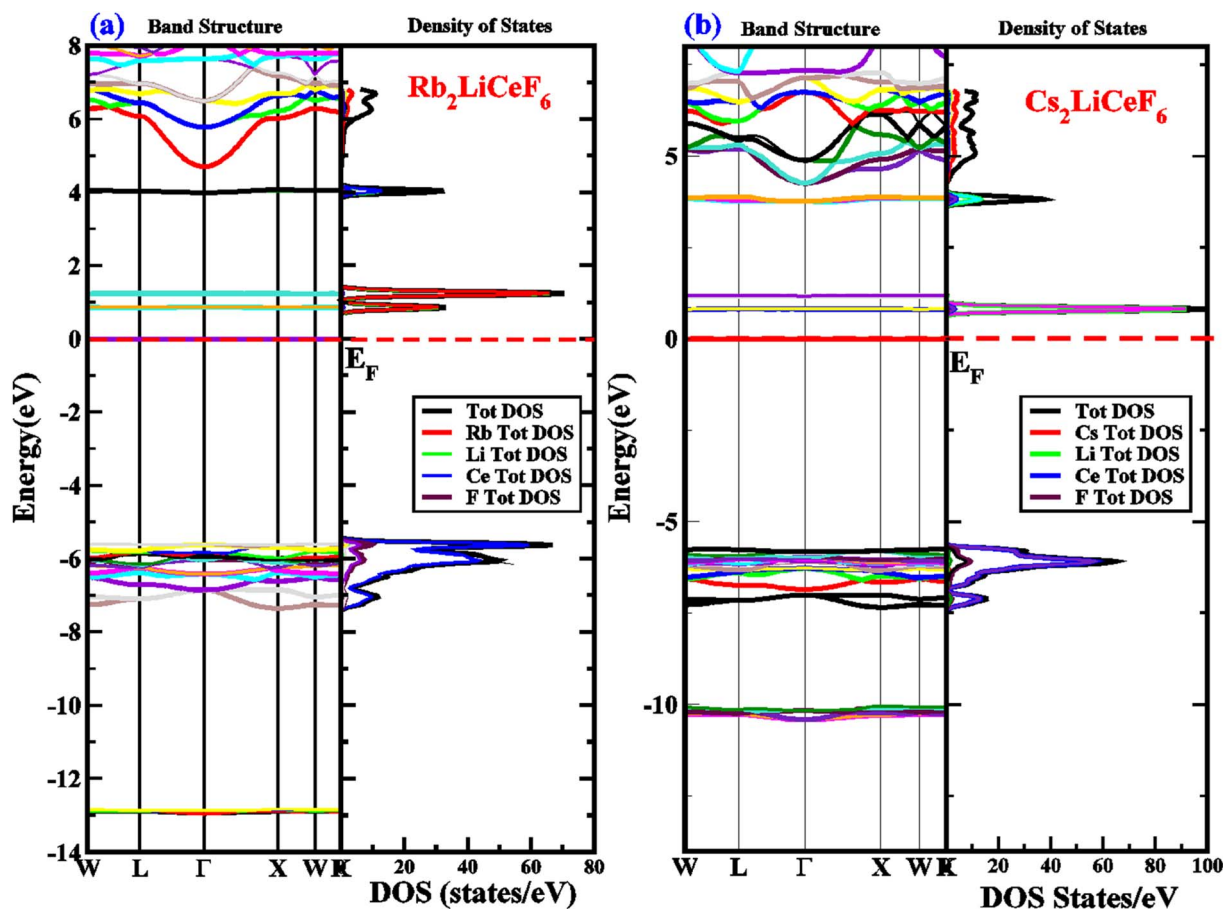 (a)
Band Structure
Density of States
Rb2LiCeF6
8
6
4
2
0
-2
-4
-6
-8
-10
-12
-14
Energy(eV)
EF
Tot DOS
Rb Tot DOS
Li Tot DOS
Ce Tot DOS
F Tot DOS
W L Γ X W K
20 40 60 80
DOS (states/eV)
(b)
Band Structure
Density of States
Cs2LiCeF6
5
0
-5
-10
Energy(eV)
EF
Tot DOS
Cs Tot DOS
Li Tot DOS
Ce Tot DOS
F Tot DOS
W L Γ X W K
20 40 60 80 100
DOS States/eV